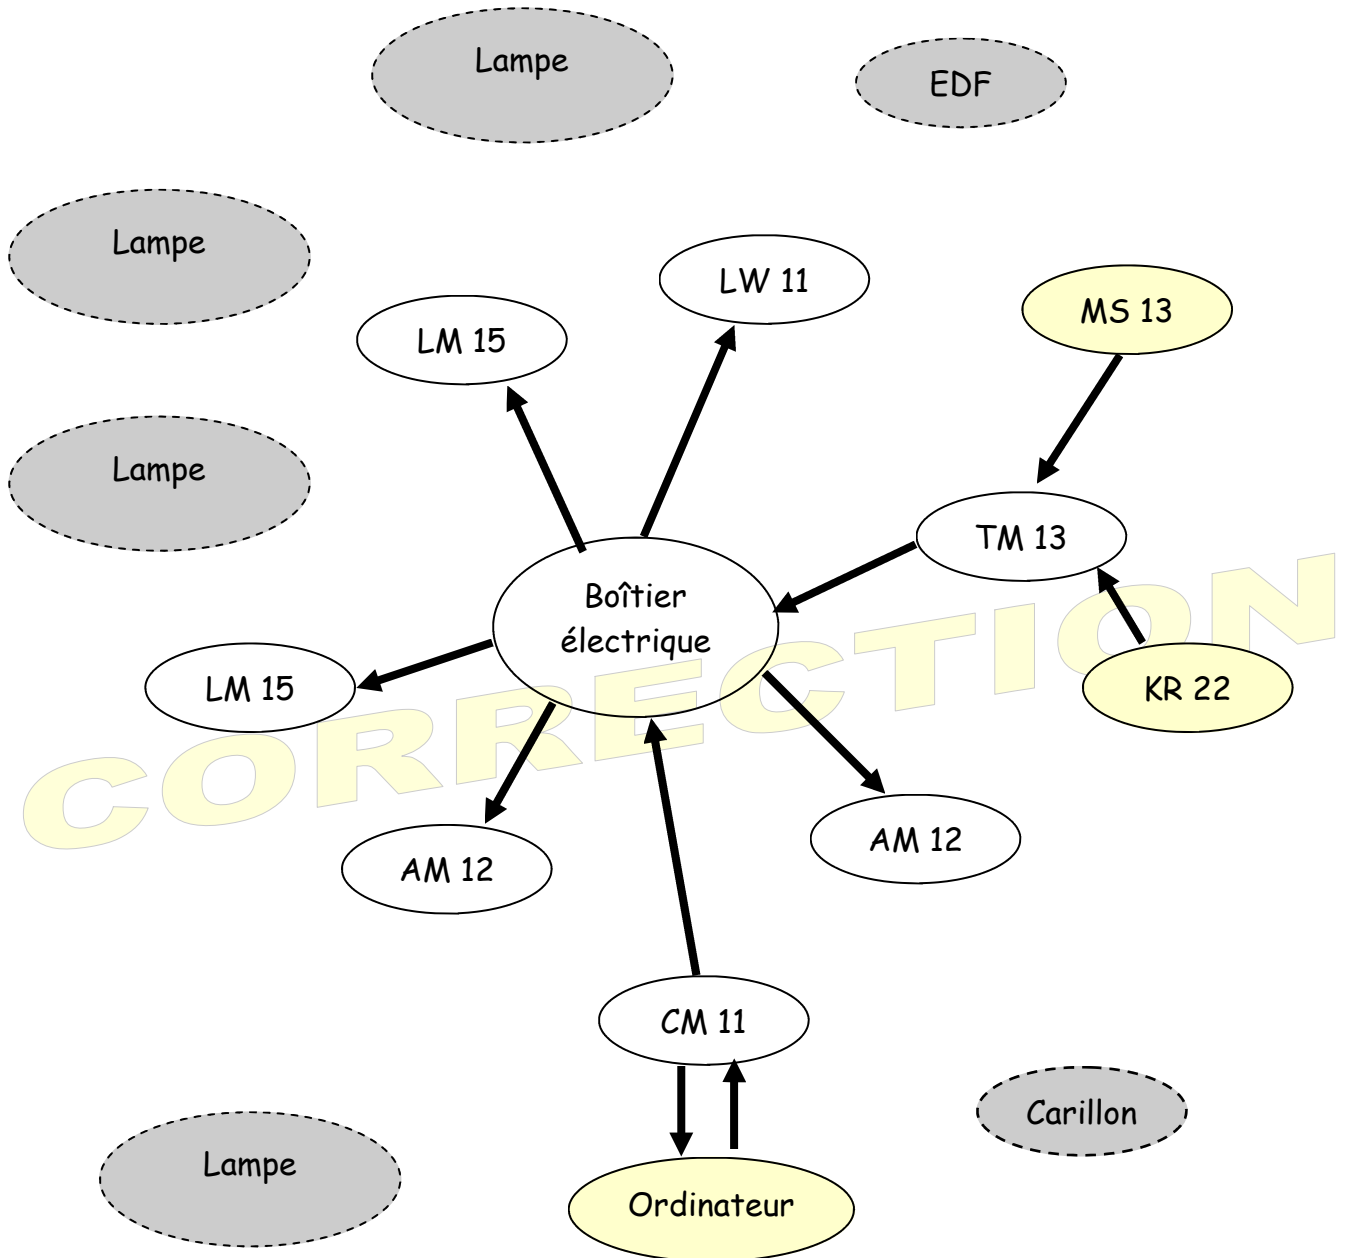 Lampe
EDF
Lampe
LW 11
MS 13
LM 15
Lampe
TM 13
Boîtier
électrique
LM 15
KR 22
CORRECTION
AM 12
AM 12
CM 11
Carillon
Lampe
Ordinateur